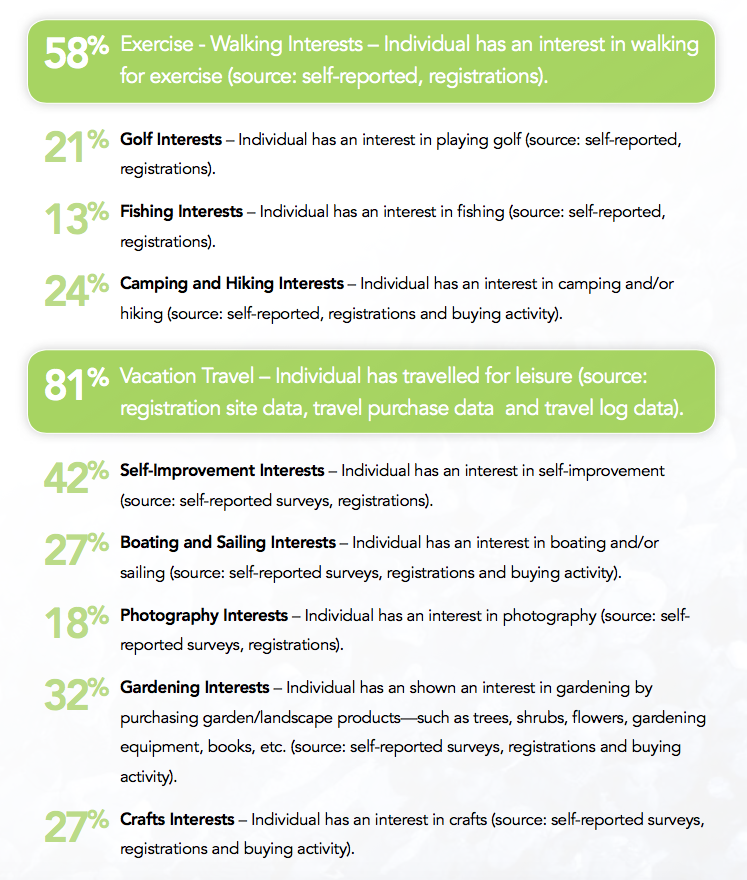 58% Exercise - Walking Interests – Individual has an interest in walking
for exercise (source: self-reported, registrations).
21% Golf Interests – Individual has an interest in playing golf (source: self-reported,
registrations).
13% Fishing Interests – Individual has an interest in fishing (source: self-reported,
registrations).
24% Camping and Hiking Interests – Individual has an interest in camping and/or
hiking (source: self-reported, registrations and buying activity).
81% Vacation Travel – Individual has travelled for leisure (source:
registration site data, travel purchase data  and travel log data).
42% Self-Improvement Interests – Individual has an interest in self-improvement
(source: self-reported surveys, registrations).
27% Boating and Sailing Interests – Individual has an interest in boating and/or
sailing (source: self-reported surveys, registrations and buying activity).
18% Photography Interests – Individual has an interest in photography (source: self-
reported surveys, registrations).
32% Gardening Interests – Individual has an shown an interest in gardening by
purchasing garden/landscape products—such as trees, shrubs, flowers, gardening
equipment, books, etc. (source: self-reported surveys, registrations and buying
activity).
27% Crafts Interests – Individual has an interest in crafts (source: self-reported surveys,
registrations and buying activity).